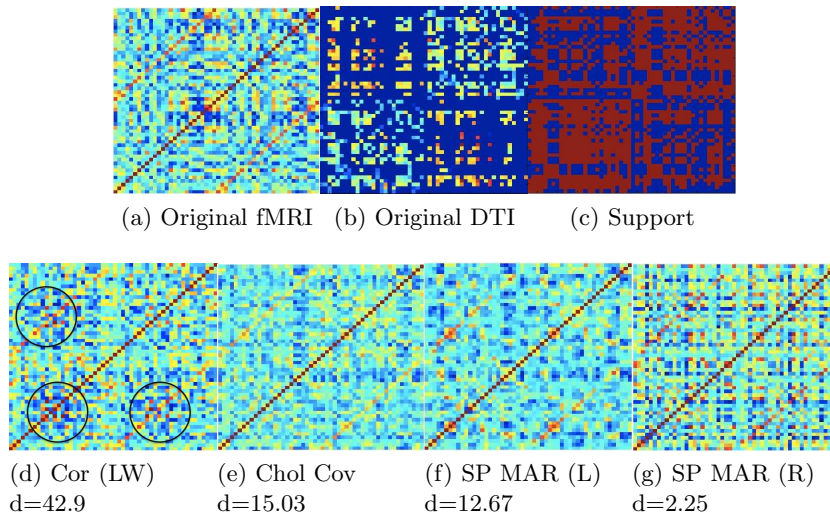 (a) Original fMRI (b) Original DTI (c) Support
(d) Cor (LW) (e) Chol Cov (f) SP MAR (L) (g) SP MAR (R)
d=42.9 d=15.03 d=12.67 d=2.25